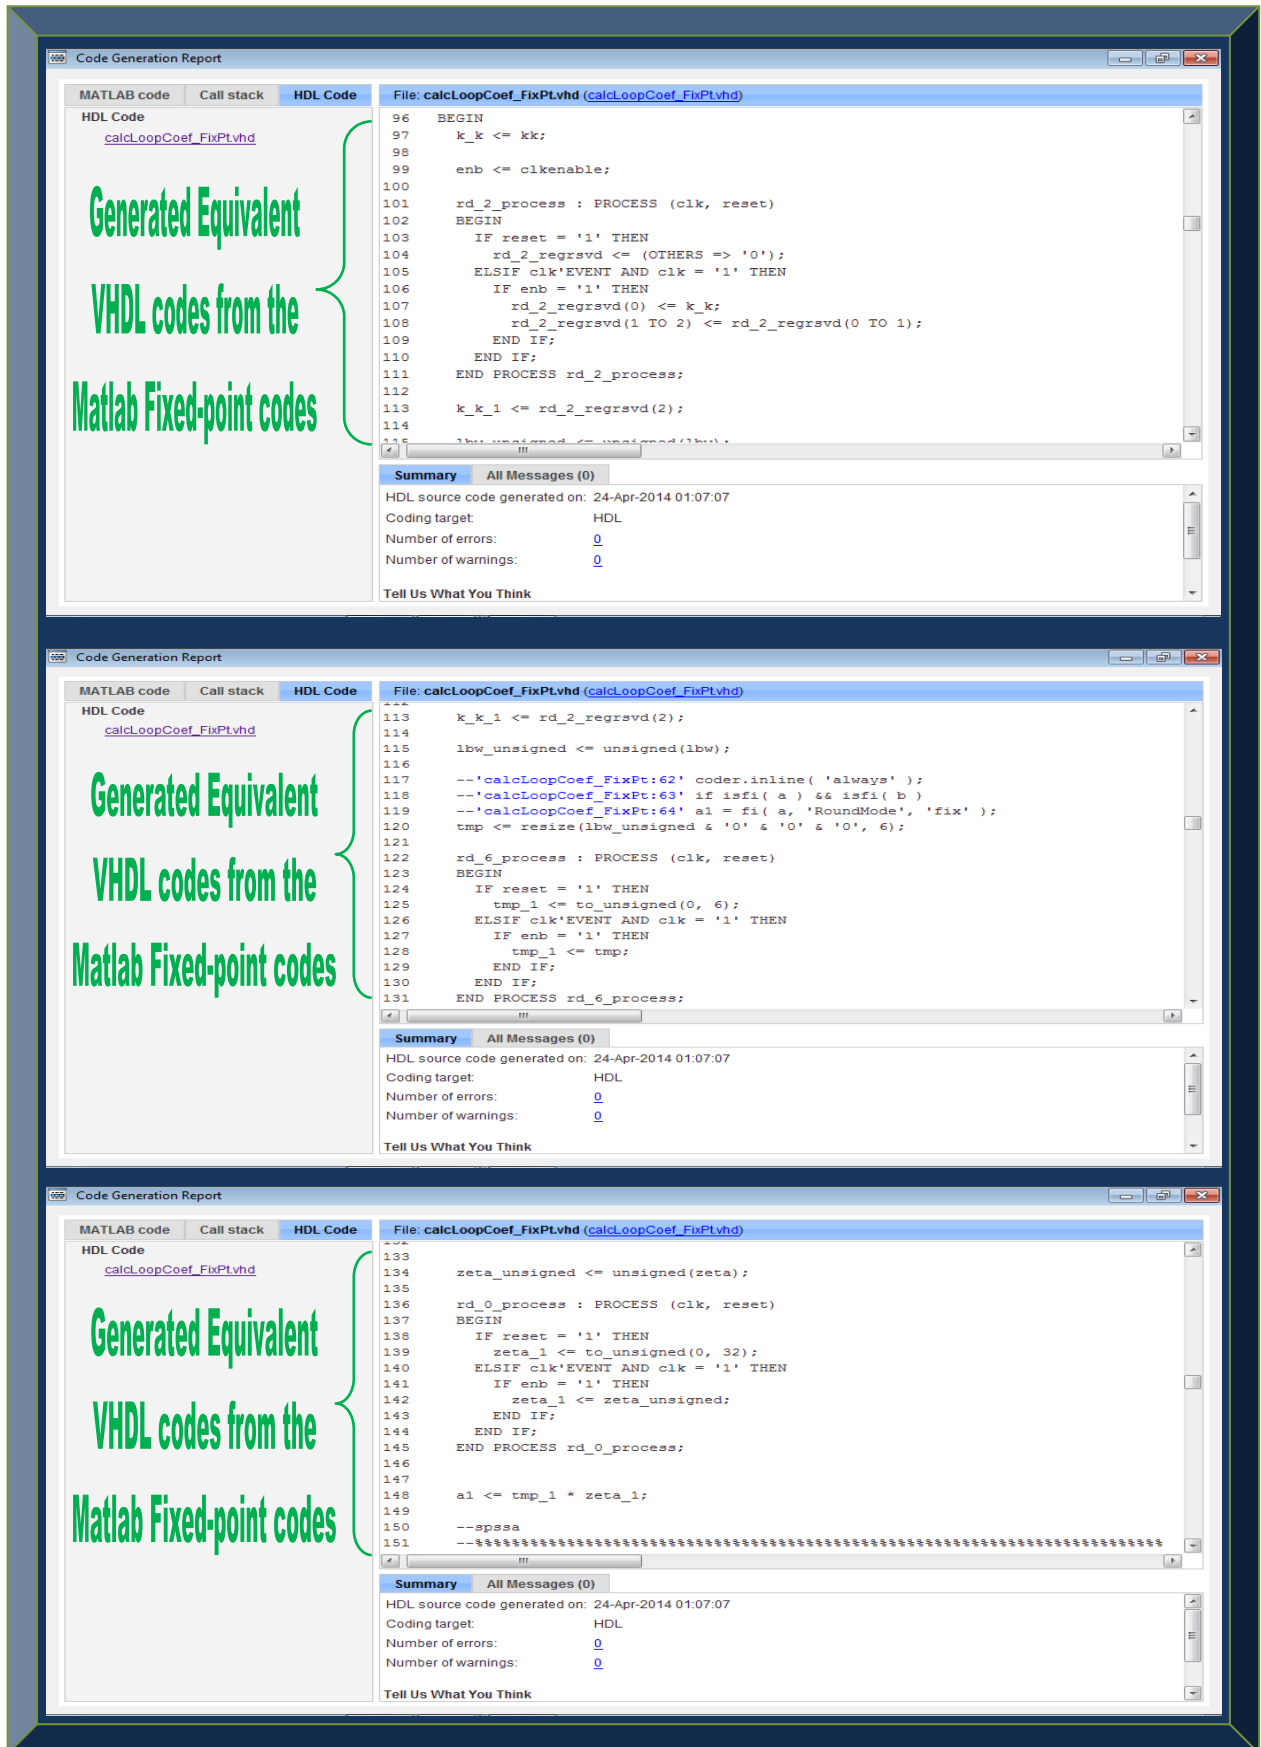 Code Generation Report
MATLAB code Call stack HDL Code
HDL Code
calcLoopCoef_FixPt.vhd
Generated Equivalent
VHDL codes from the
Matlab Fixed-point codes
File: calcLoopCoef_FixPt.vhd (calcLoopCoef_FixPt.vhd)
96 BEGIN
97 k_k <= kk;
98
99 enb <= clkenable;
100
101 rd_2_process : PROCESS (clk, reset)
102 BEGIN
103 IF reset = '1' THEN
104 rd_2_regrsvd <= (OTHERS => '0');
105 ELSIF clk'EVENT AND clk = '1' THEN
106 IF enb = '1' THEN
107 rd_2_regrsvd(0) <= k_k;
108 rd_2_regrsvd(1 TO 2) <= rd_2_regrsvd(0 TO 1);
109 END IF;
110 END IF;
111 END PROCESS rd_2_process;
112
113 k_k_1 <= rd_2_regrsvd(2);
114
115 lbw_unsigned <= unsigned(lbw);
Summary All Messages (0)
HDL source code generated on: 24-Apr-2014 01:07:07
Coding target: HDL
Number of errors: 0
Number of warnings: 0
Tell Us What You Think
Code Generation Report
MATLAB code Call stack HDL Code
HDL Code
calcLoopCoef_FixPt.vhd
Generated Equivalent
VHDL codes from the
Matlab Fixed-point codes
File: calcLoopCoef_FixPt.vhd (calcLoopCoef_FixPt.vhd)
112
113 k_k_1 <= rd_2_regrsvd(2);
114
115 lbw_unsigned <= unsigned(lbw);
116
117 --'calcLoopCoef_FixPt:62' coder.inline( 'always' );
118 --'calcLoopCoef_FixPt:63' if isfi( a ) && isfi( b )
119 --'calcLoopCoef_FixPt:64' a1 = fi( a, 'RoundMode', 'fix' );
120 tmp <= resize(lbw_unsigned & '0' & '0' & '0', 6);
121
122 rd_6_process : PROCESS (clk, reset)
123 BEGIN
124 IF reset = '1' THEN
125 tmp_1 <= to_unsigned(0, 6);
126 ELSIF clk'EVENT AND clk = '1' THEN
127 IF enb = '1' THEN
128 tmp_1 <= tmp;
129 END IF;
130 END IF;
131 END PROCESS rd_6_process;
Summary All Messages (0)
HDL source code generated on: 24-Apr-2014 01:07:07
Coding target: HDL
Number of errors: 0
Number of warnings: 0
Tell Us What You Think
Code Generation Report
MATLAB code Call stack HDL Code
HDL Code
calcLoopCoef_FixPt.vhd
Generated Equivalent
VHDL codes from the
Matlab Fixed-point codes
File: calcLoopCoef_FixPt.vhd (calcLoopCoef_FixPt.vhd)
132
133
134 zeta_unsigned <= unsigned(zeta);
135
136 rd_0_process : PROCESS (clk, reset)
137 BEGIN
138 IF reset = '1' THEN
139 zeta_1 <= to_unsigned(0, 32);
140 ELSIF clk'EVENT AND clk = '1' THEN
141 IF enb = '1' THEN
142 zeta_1 <= zeta_unsigned;
143 END IF;
144 END IF;
145 END PROCESS rd_0_process;
146
147
148 a1 <= tmp_1 * zeta_1;
149
150 --spssa
151 --%%%%%%%%%%%%%%%%%%%%%%%%%%%%%%%%%%%%%%%%%%%%%%%%%%%%%%%%%%%%%%%%%%%%%%%%%%%
Summary All Messages (0)
HDL source code generated on: 24-Apr-2014 01:07:07
Coding target: HDL
Number of errors: 0
Number of warnings: 0
Tell Us What You Think